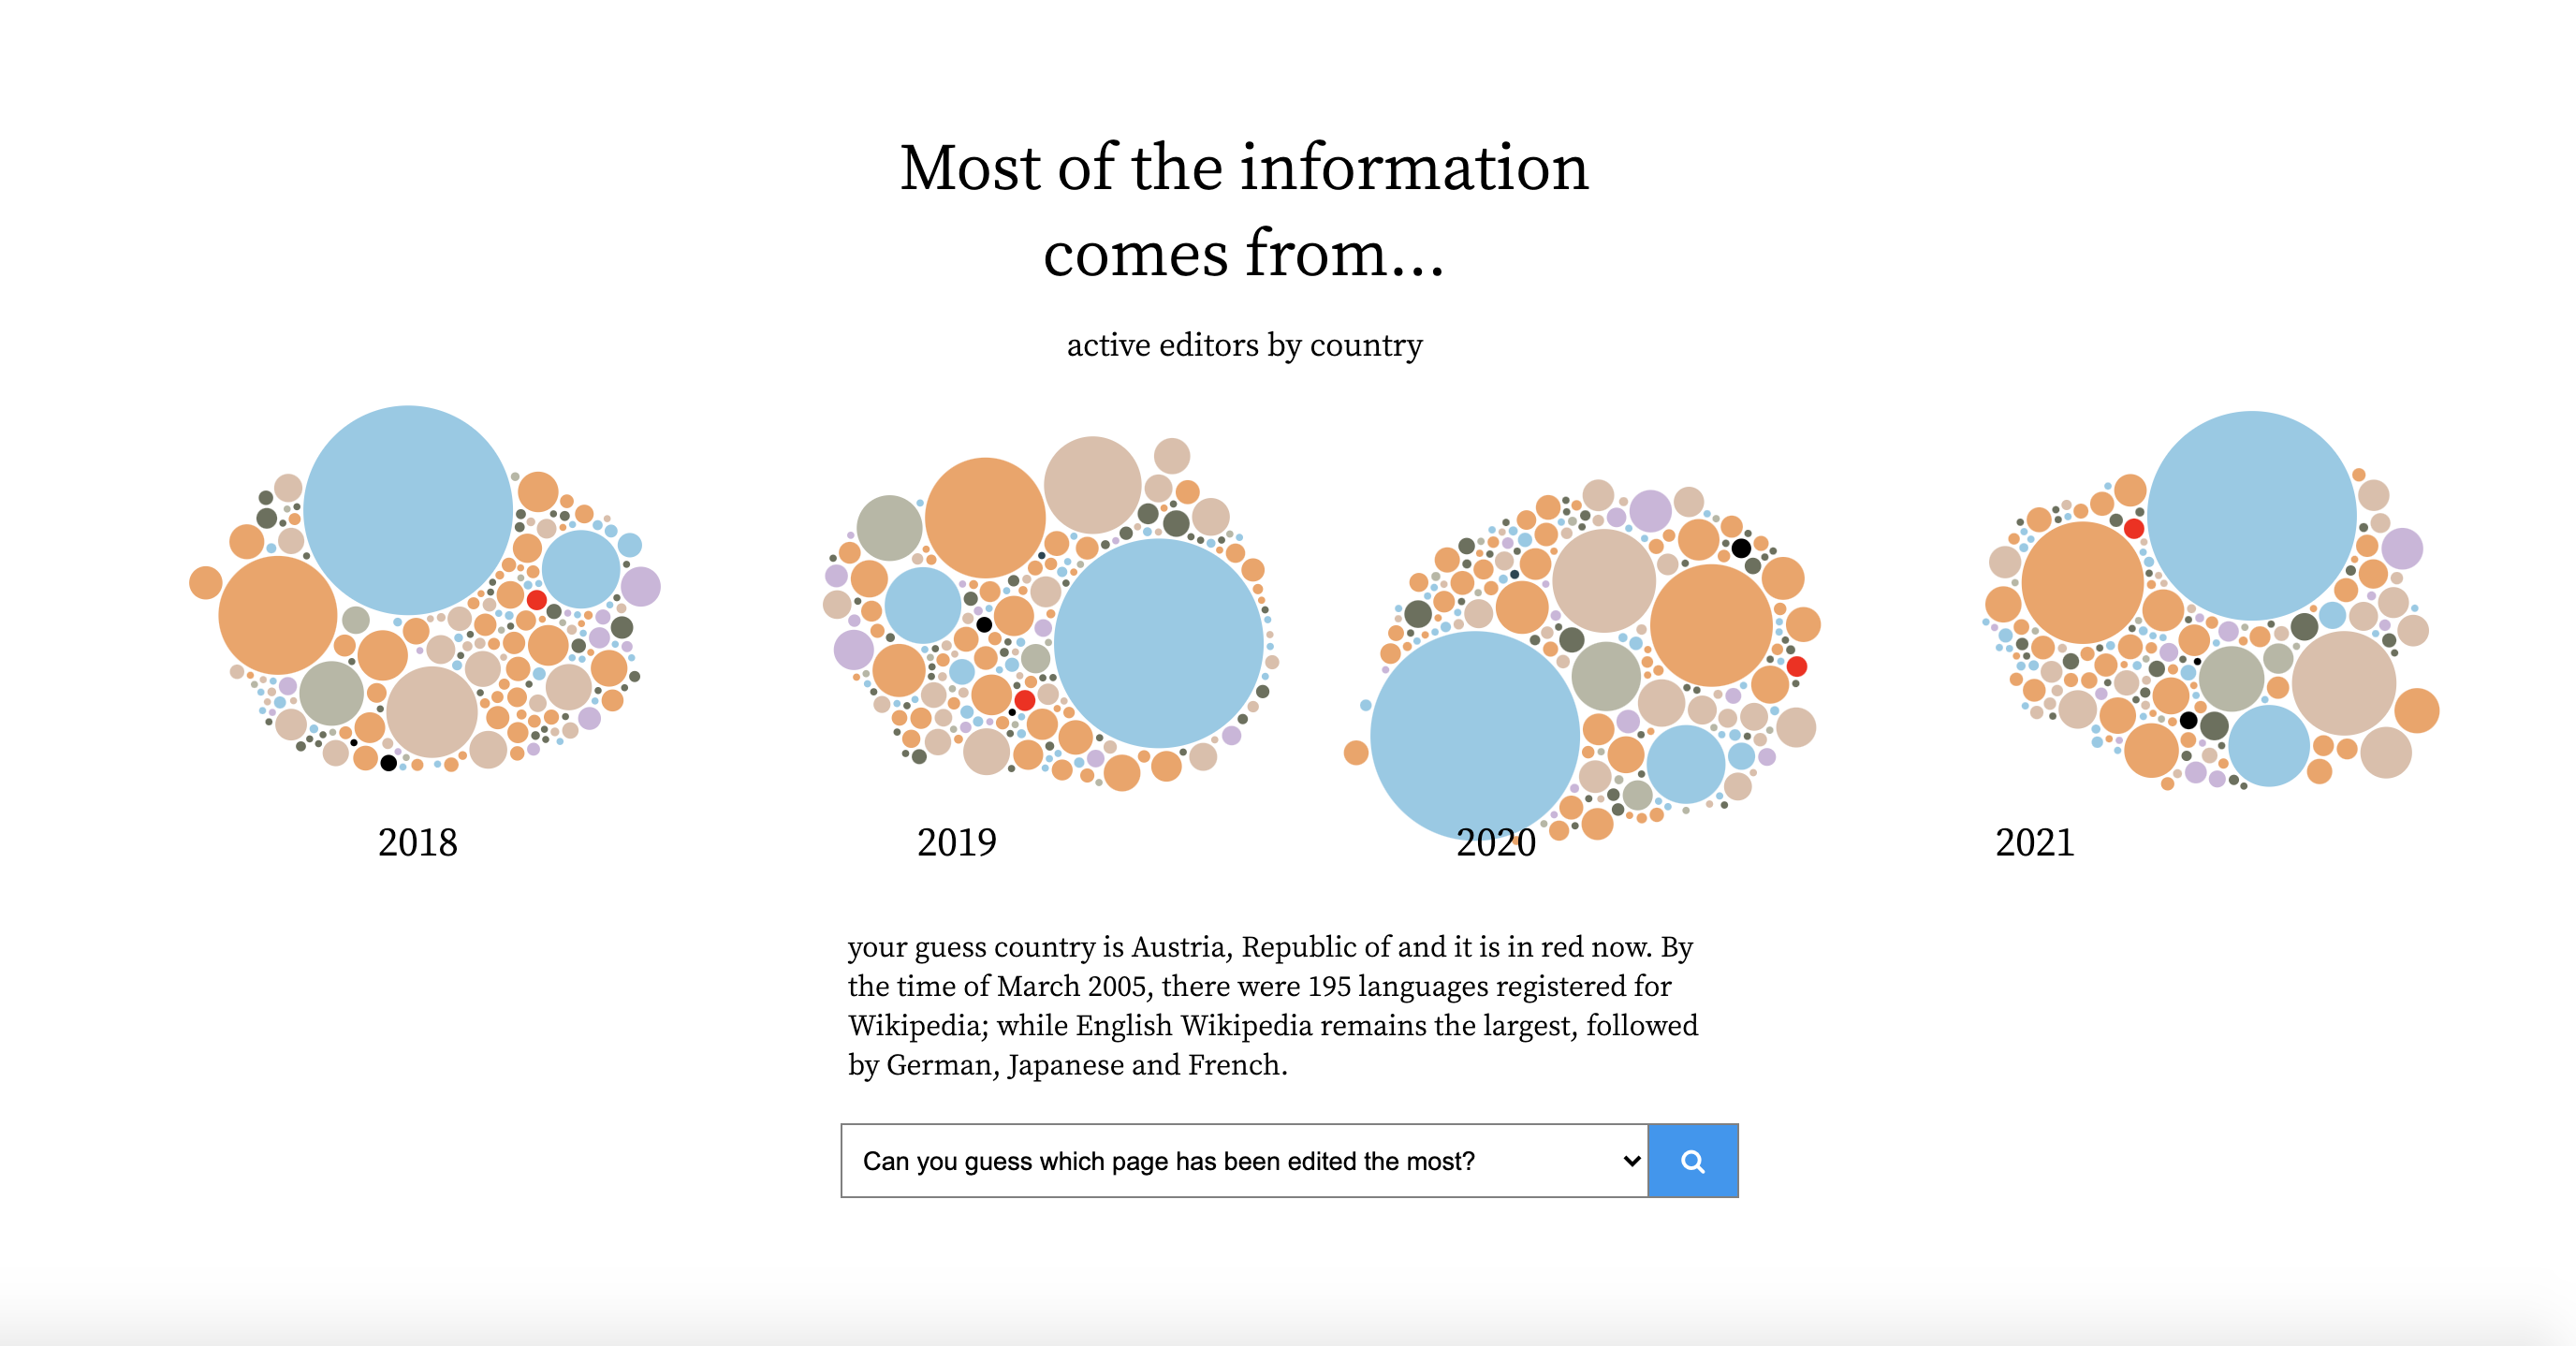 Most of the information
comes from...
active editors by country
2018
2019
2020
2021
your guess country is Austria, Republic of and it is in red now. By
the time of March 2005, there were 195 languages registered for
Wikipedia; while English Wikipedia remains the largest, followed
by German, Japanese and French.
Can you guess which page has been edited the most?